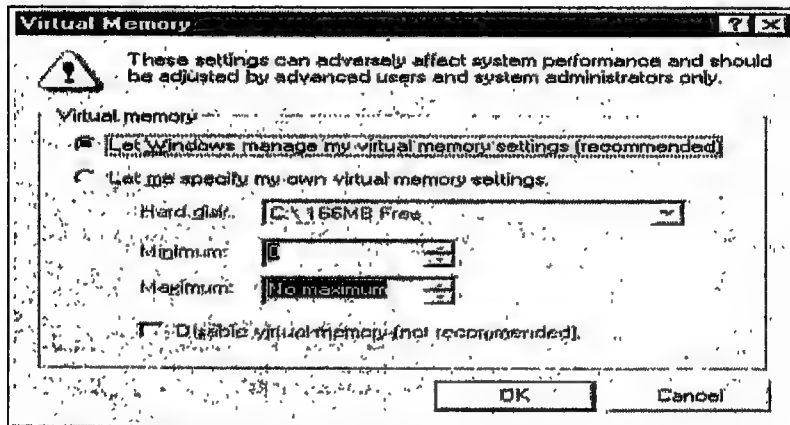 Virtual Memory
These settings can adversely affect system performance and should
be adjusted by advanced users and system administrators only.
Virtual memory
Let Windows manage my virtual memory settings (recommended)
Let me specify my own virtual memory settings.
Hard disk: C:\ 166MB Free
Minimum: 0
Maximum: No maximum
Disable virtual memory (not recommended).
OK Cancel